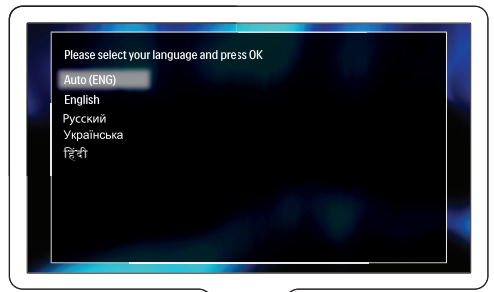 Please select your language and press OK
Auto (ENG)
English
Русский
Українська
हिंदी